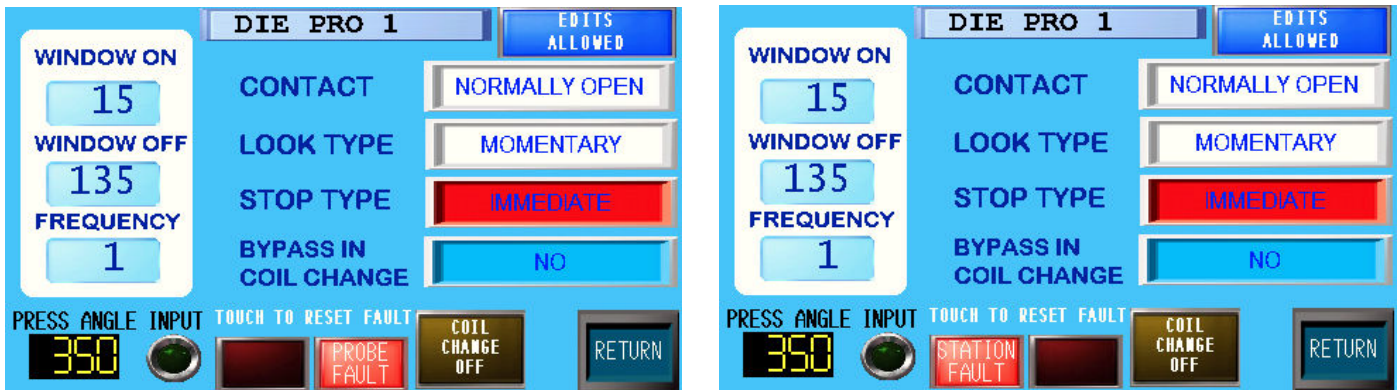 DIE PRO 1
EDITS
ALLOWED
WINDOW ON
15
WINDOW OFF
135
FREQUENCY
1
CONTACT
NORMALLY OPEN
LOOK TYPE
MOMENTARY
STOP TYPE
IMMEDIATE
BYPASS IN
COIL CHANGE
NO
PRESS ANGLE
350
INPUT
TOUCH TO RESET FAULT
PROBE
FAULT
COIL
CHANGE
OFF
RETURN
DIE PRO 1
EDITS
ALLOWED
WINDOW ON
15
WINDOW OFF
135
FREQUENCY
1
CONTACT
NORMALLY OPEN
LOOK TYPE
MOMENTARY
STOP TYPE
IMMEDIATE
BYPASS IN
COIL CHANGE
NO
PRESS ANGLE
350
INPUT
TOUCH TO RESET FAULT
STATION
FAULT
COIL
CHANGE
OFF
RETURN